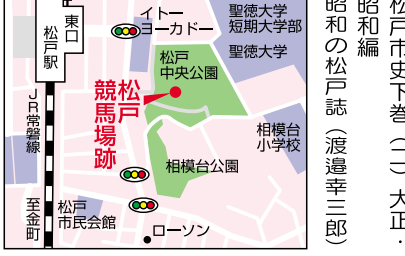 松戸市史下巻（二）大正・
昭和編
昭和の松戸誌（渡邉幸三郎）
聖徳大学
短期大学部
聖徳大学
イトー
ヨーカドー
東口
松戸駅
松戸
中央公園
松戸
競馬場跡
JR常磐線
相模台
小学校
相模台公園
至金町
松戸
市民会館
ローソン